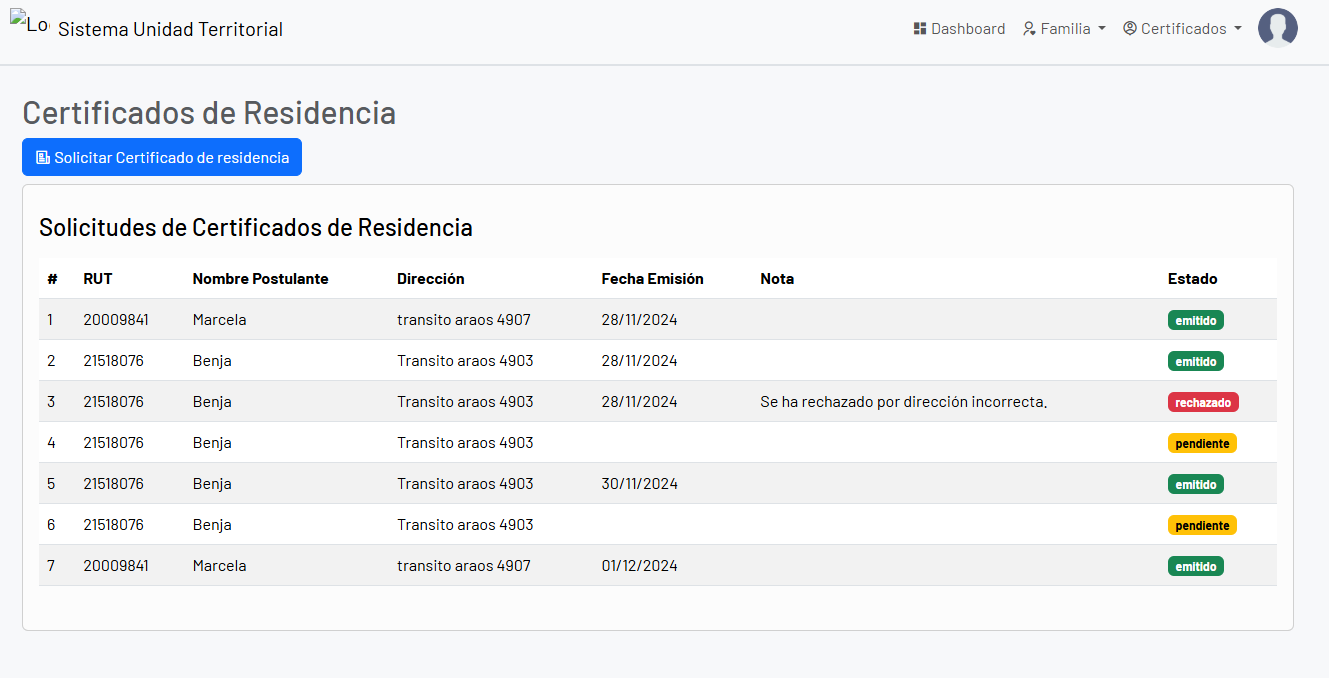 Lo
Sistema Unidad Territorial
Dashboard
Familia
Certificados
Certificados de Residencia
Solicitar Certificado de residencia
Solicitudes de Certificados de Residencia
# RUT Nombre Postulante Dirección Fecha Emisión Nota Estado
1 20009841 Marcela transito araos 4907 28/11/2024 emitido
2 21518076 Benja Transito araos 4903 28/11/2024 emitido
3 21518076 Benja Transito araos 4903 28/11/2024 Se ha rechazado por dirección incorrecta. rechazado
4 21518076 Benja Transito araos 4903 pendiente
5 21518076 Benja Transito araos 4903 30/11/2024 emitido
6 21518076 Benja Transito araos 4903 pendiente
7 20009841 Marcela transito araos 4907 01/12/2024 emitido